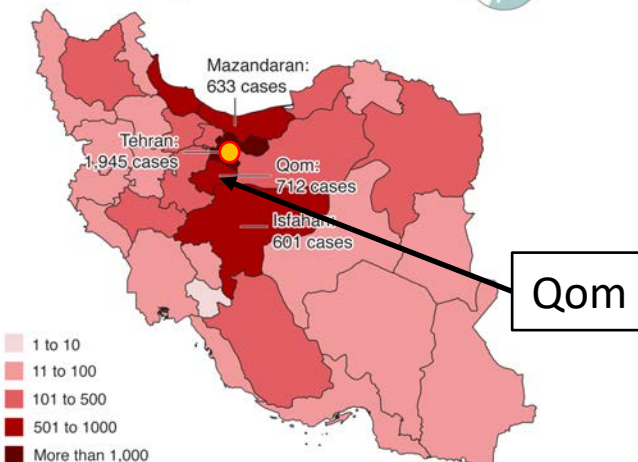 Mazandaran:
633 cases
Tehran:
1,945 cases
Qom:
712 cases
Isfahan:
601 cases
Qom
1 to 10
11 to 100
101 to 500
501 to 1000
More than 1,000